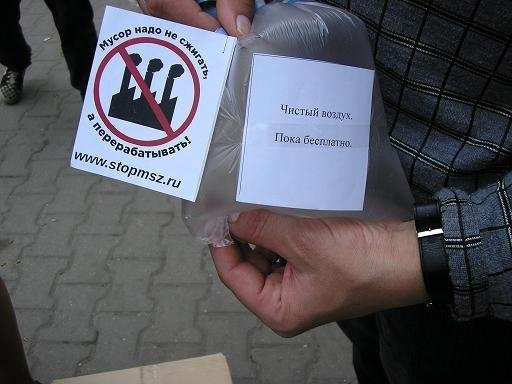 Мусор надо не сжигать,
а перерабатывать!
www.stopmsz.ru
Чистый воздух.
Пока бесплатно.